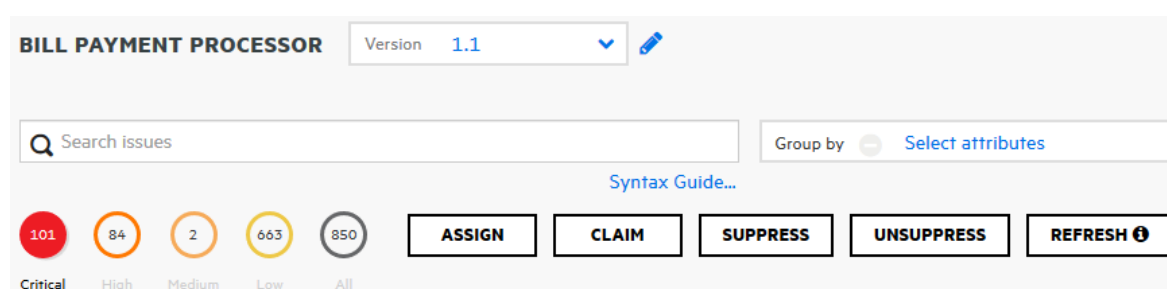 BILL PAYMENT PROCESSOR Version 1.1
Search issues Group by Select attributes
Syntax Guide...
101 84 2 663 850 ASSIGN CLAIM SUPPRESS UNSUPPRESS REFRESH
Critical High Medium Low All